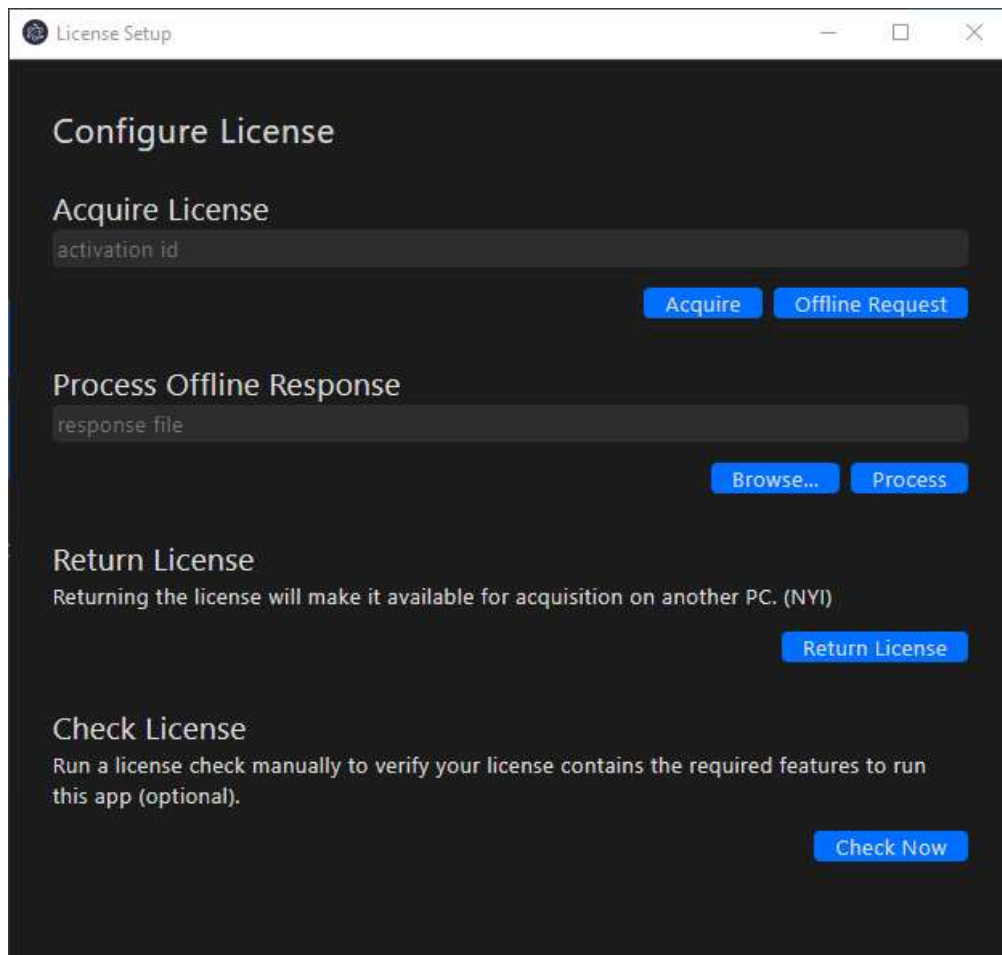 License Setup
Configure License
Acquire License
activation id
Acquire Offline Request
Process Offline Response
response file
Browse... Process
Return License
Returning the license will make it available for acquisition on another PC. (NYI)
Return License
Check License
Run a license check manually to verify your license contains the required features to run
this app (optional).
Check Now